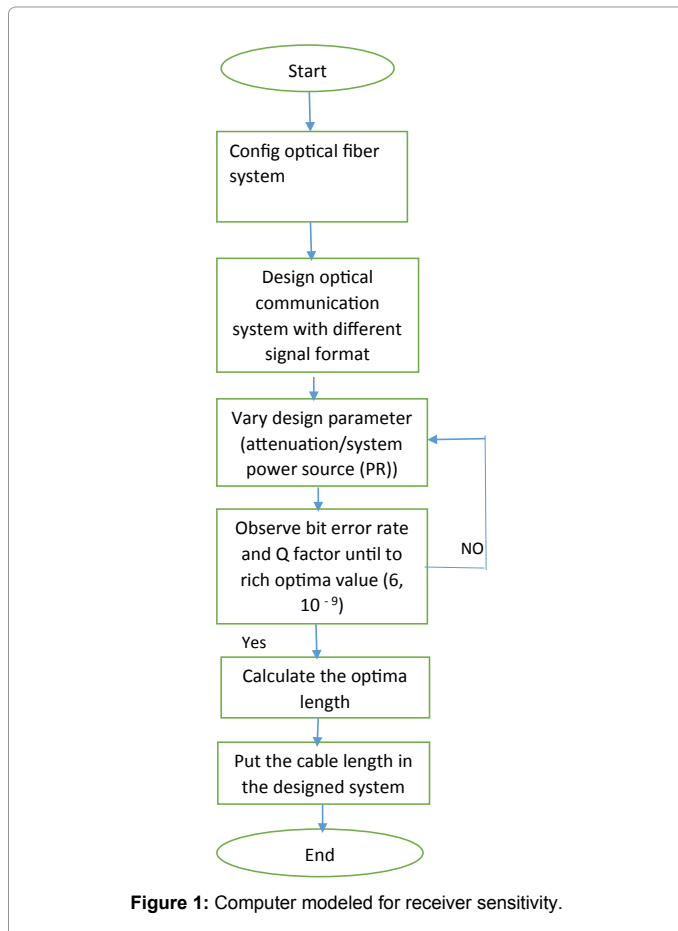 Start
Config optical fiber
system
Design optical
communication
system with different
signal format
Vary design parameter
(attenuation/system
power source (PR))
Observe bit error rate
and Q factor until to
rich optima value (6,
10 -9)
NO
Yes
Calculate the optima
length
Put the cable length in
the designed system
End
Figure 1: Computer modeled for receiver sensitivity.